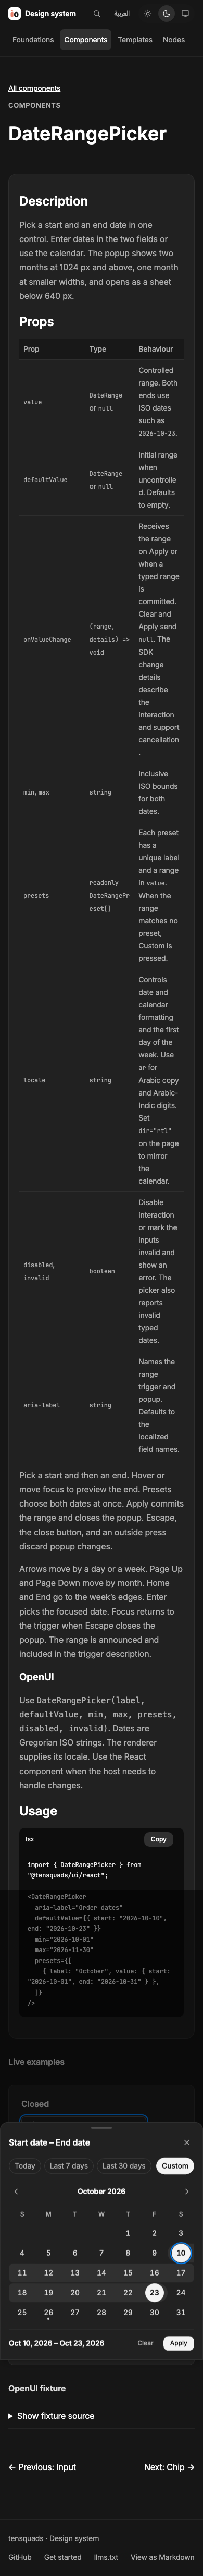 io Design system العربية
Foundations Components Templates Nodes
All components
COMPONENTS
DateRangePicker
Description
Pick a start and an end date in one
control. Enter dates in the two fields or
use the calendar. The popup shows two
months at 1024 px and above, one month
at smaller widths, and opens as a sheet
below 640 px.
Props
Prop Type Behaviour
value DateRange or null Controlled range. Both ends use ISO dates such as 2026-10-23.
defaultValue DateRange or null Initial range when uncontrolled. Defaults to empty.
onValueChange (range, details) => void Receives the range on Apply or when a typed range is committed. Clear and Apply send null. The SDK change details describe the interaction and support cancellation.
min, max string Inclusive ISO bounds for both dates.
presets readonly DateRangePreset[] Each preset has a unique label and a range in value. When the range matches no preset, Custom is pressed.
locale string Controls date and calendar formatting and the first day of the week. Use ar for Arabic copy and Arabic-Indic digits. Set dir="rtl" on the page to mirror the calendar.
disabled, invalid boolean Disable interaction or mark the inputs invalid and show an error. The picker also reports invalid typed dates.
aria-label string Names the range trigger and popup. Defaults to the localized field names.
Pick a start and then an end. Hover or
move focus to preview the end. Presets
choose both dates at once. Apply commits
the range and closes the popup. Escape,
the close button, and an outside press
discard popup changes.
Arrows move by a day or a week. Page Up
and Page Down move by month. Home
and End go to the week's edges. Enter
picks the focused date. Focus returns to
the trigger when Escape closes the
popup. The range is announced and
included in the trigger description.
OpenUI
Use DateRangePicker(label,
defaultValue, min, max, presets,
disabled, invalid). Dates are
Gregorian ISO strings. The renderer
supplies its locale. Use the React
component when the host needs to
handle changes.
Usage
tsx Copy
import { DateRangePicker } from
"@tensquads/ui/react";
<DateRangePicker
aria-label="Order dates"
defaultValue={{ start: "2026-10-10",
end: "2026-10-23" }}
min="2026-10-01"
max="2026-11-30"
presets={[
{ label: "October", value: { start:
"2026-10-01", end: "2026-10-31" } },
]}
/>
Live examples
Closed
Start date – End date
Today Last 7 days Last 30 days Custom
October 2026
S M T W T F S
1 2 3
4 5 6 7 8 9 10
11 12 13 14 15 16 17
18 19 20 21 22 23 24
25 26 27 28 29 30 31
Oct 10, 2026 – Oct 23, 2026 Clear Apply
OpenUI fixture
Show fixture source
← Previous: Input Next: Chip →
tensquads · Design system
GitHub Get started llms.txt View as Markdown